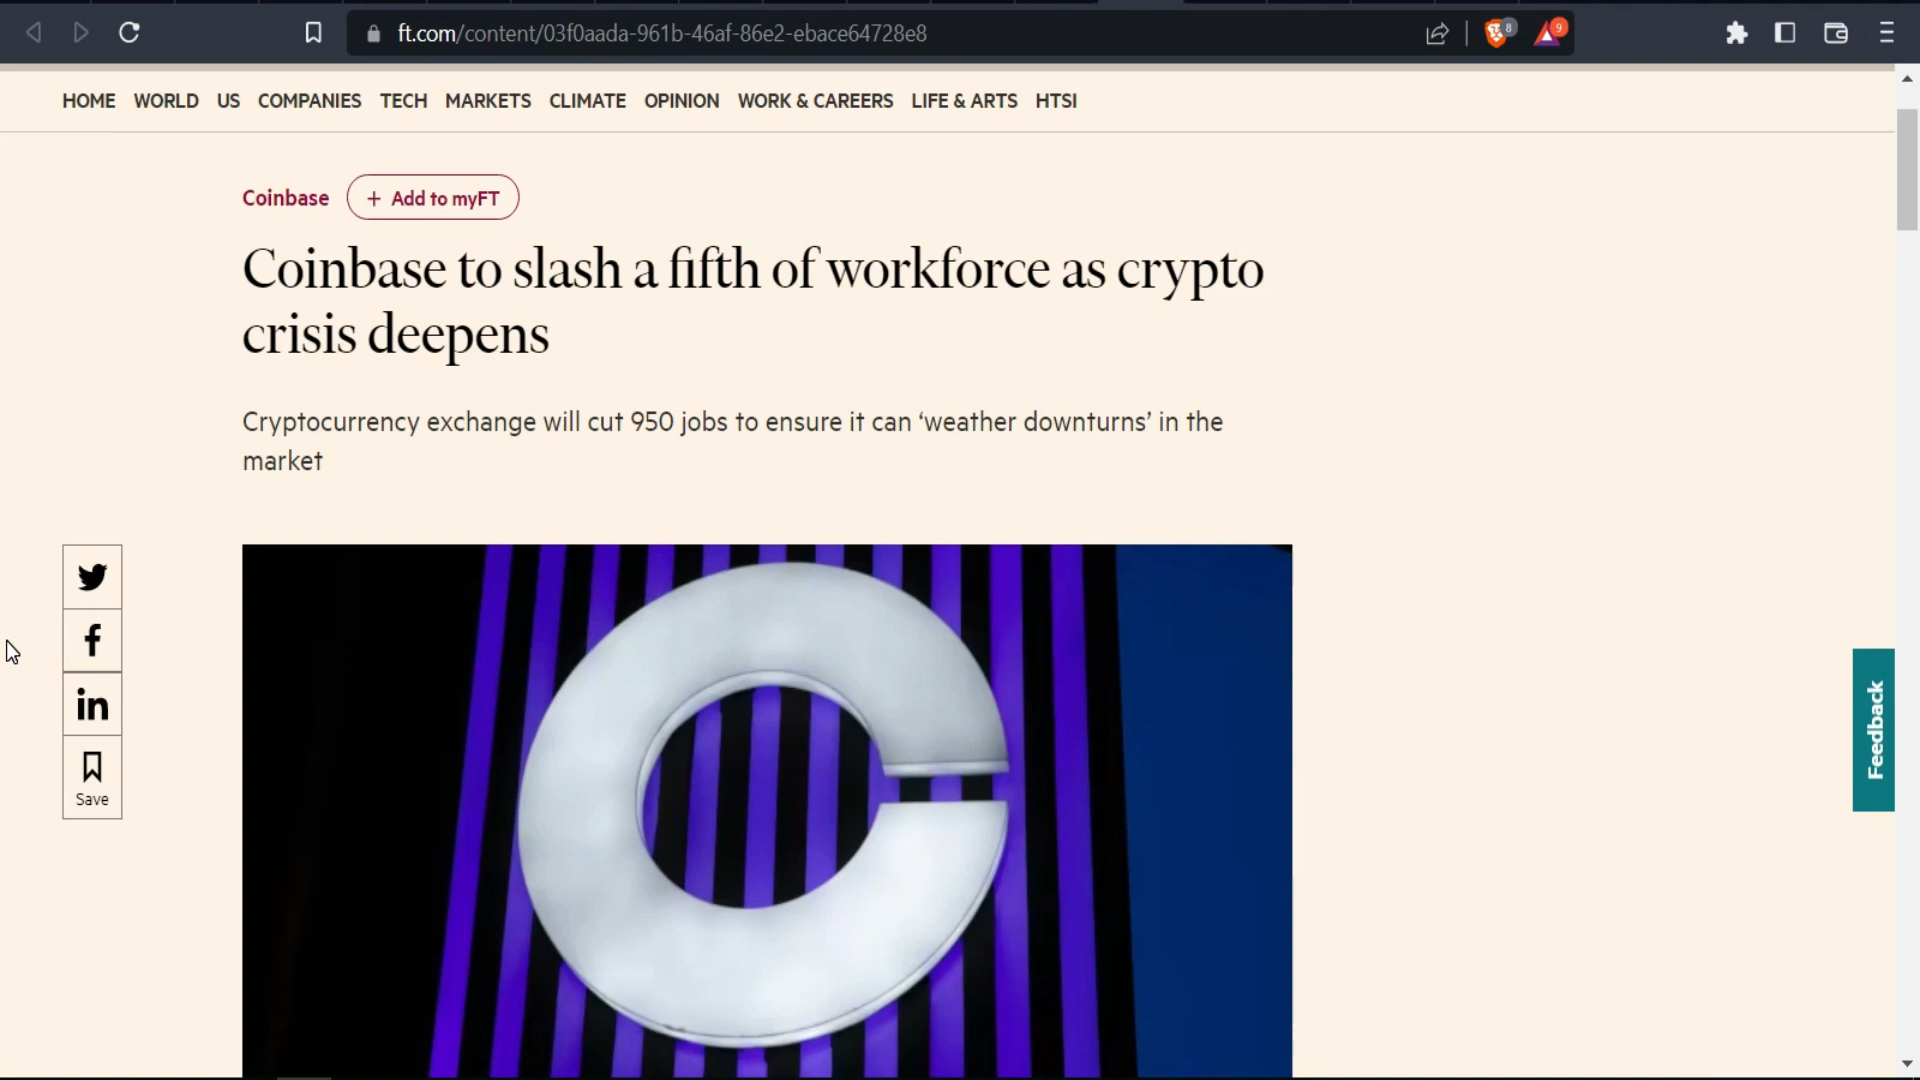 ft.com/content/03f0aada-961b-46af-86e2-ebace64728e8
8
9
HOME WORLD US COMPANIES TECH MARKETS CLIMATE OPINION WORK & CAREERS LIFE & ARTS HTSI
Coinbase + Add to myFT
Coinbase to slash a fifth of workforce as crypto
crisis deepens
Cryptocurrency exchange will cut 950 jobs to ensure it can ‘weather downturns’ in the
market
Save
Feedback